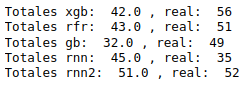 Totales xgb:  42.0 , real:  56
Totales rfr:  43.0 , real:  51
Totales gb:  32.0 , real:  49
Totales rnn:  45.0 , real:  35
Totales rnn2:  51.0 , real:  52